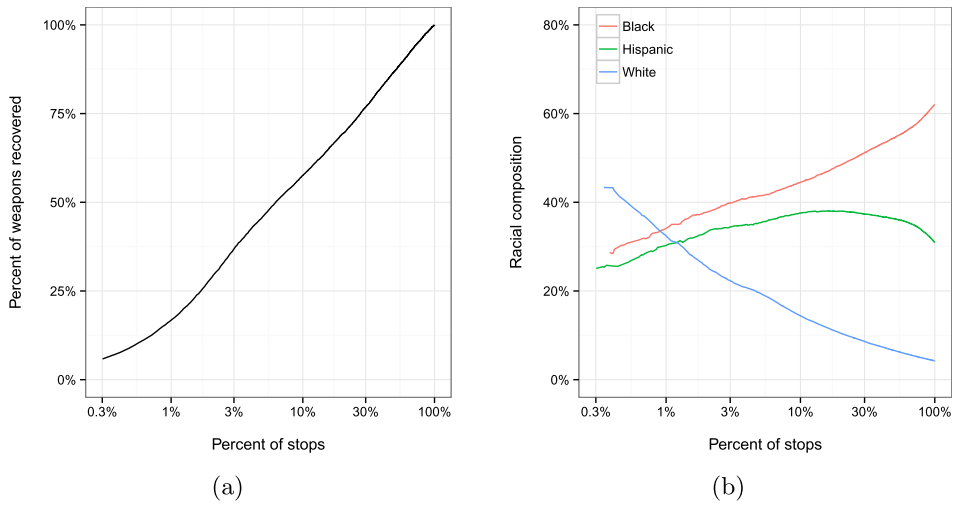 100%
75%
50%
25%
0%
Percent of weapons recovered
0.3% 1% 3% 10% 30% 100%
Percent of stops
(a)
80%
60%
40%
20%
0%
Racial composition
Black
Hispanic
White
0.3% 1% 3% 10% 30% 100%
Percent of stops
(b)